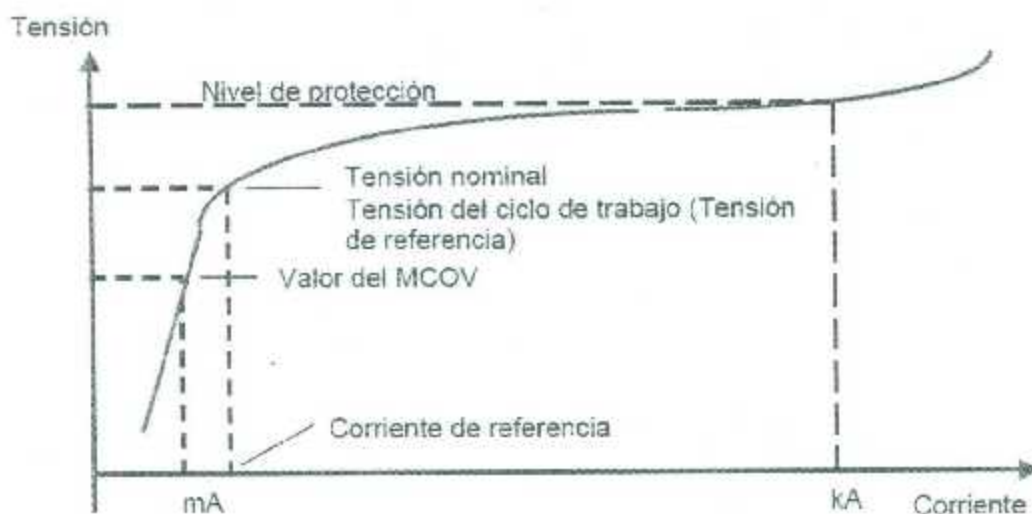 Tensión
Nivel de protección
Tensión nominal
Tensión del ciclo de trabajo (Tensión
de referencia)
Valor del MCOV
Corriente de referencia
mA
kA
Corriente